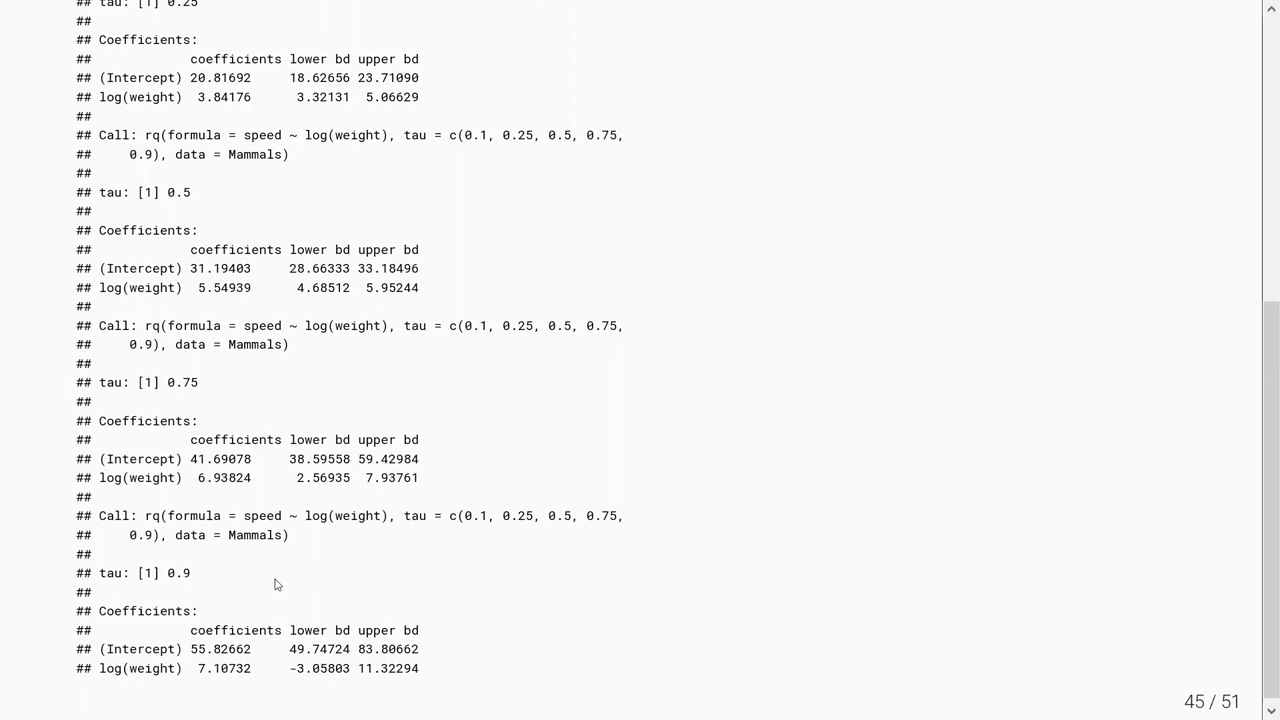 ## tau: [1] 0.25
##
## Coefficients:
##             coefficients lower bd upper bd
## (Intercept) 20.81692     18.62656 23.71090
## log(weight)  3.84176      3.32131  5.06629
##
## Call: rq(formula = speed ~ log(weight), tau = c(0.1, 0.25, 0.5, 0.75,
##     0.9), data = Mammals)
##
## tau: [1] 0.5
##
## Coefficients:
##             coefficients lower bd upper bd
## (Intercept) 31.19403     28.66333 33.18496
## log(weight)  5.54939      4.68512  5.95244
##
## Call: rq(formula = speed ~ log(weight), tau = c(0.1, 0.25, 0.5, 0.75,
##     0.9), data = Mammals)
##
## tau: [1] 0.75
##
## Coefficients:
##             coefficients lower bd upper bd
## (Intercept) 41.69078     38.59558 59.42984
## log(weight)  6.93824      2.56935  7.93761
##
## Call: rq(formula = speed ~ log(weight), tau = c(0.1, 0.25, 0.5, 0.75,
##     0.9), data = Mammals)
##
## tau: [1] 0.9
##
## Coefficients:
##             coefficients lower bd upper bd
## (Intercept) 55.82662     49.74724 83.80662
## log(weight)  7.10732     -3.05803 11.32294
45 / 51